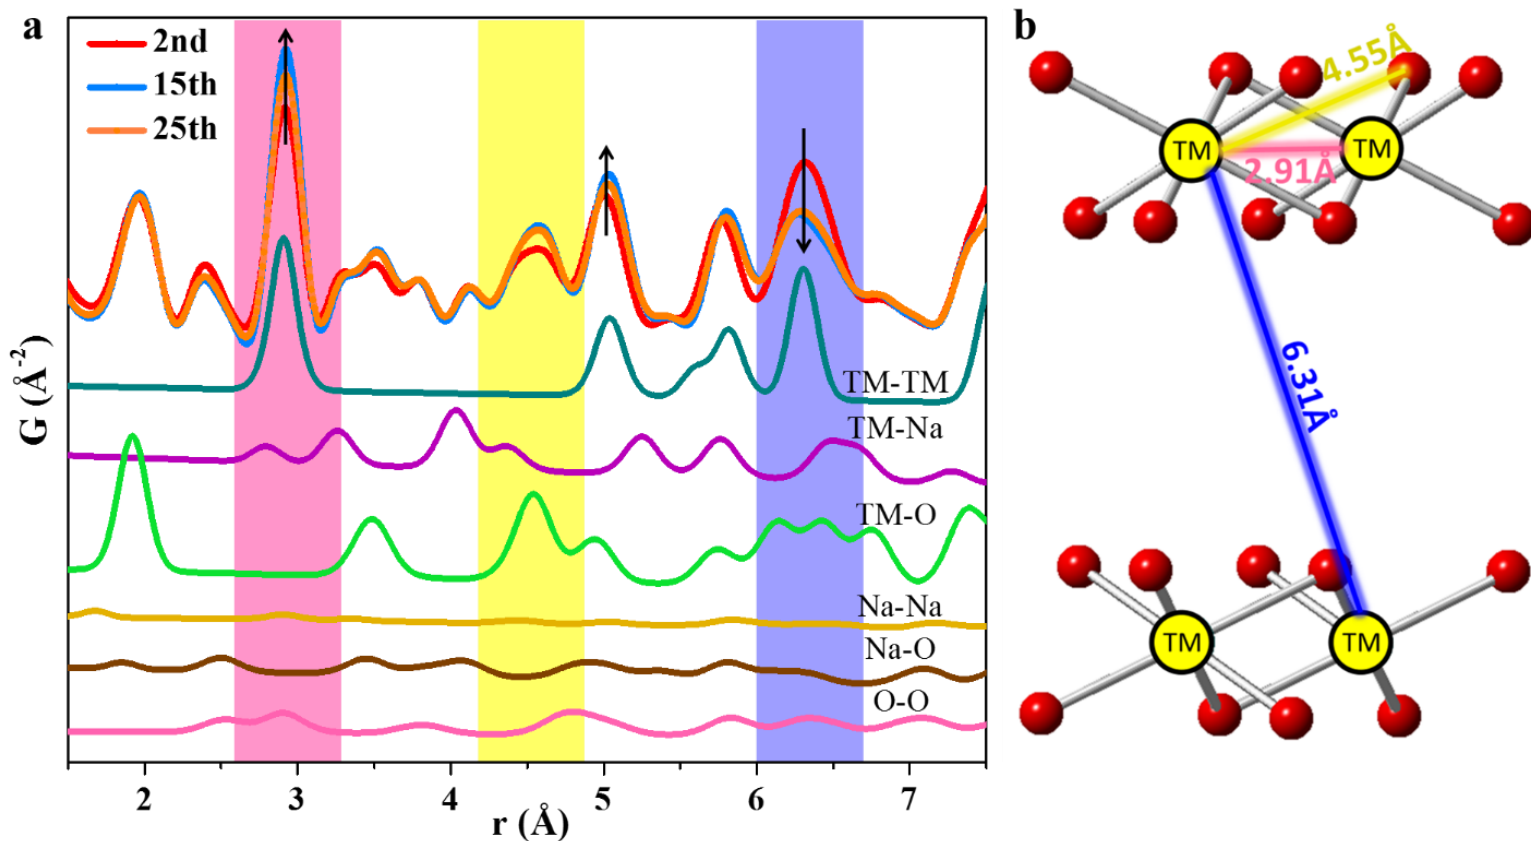 a
2nd
15th
25th
G (Å⁻²)
TM-TM
TM-Na
TM-O
Na-Na
Na-O
O-O
2 3 4 5 6 7
r (Å)
b
4.55Å
TM TM
2.91Å
6.31Å
TM TM